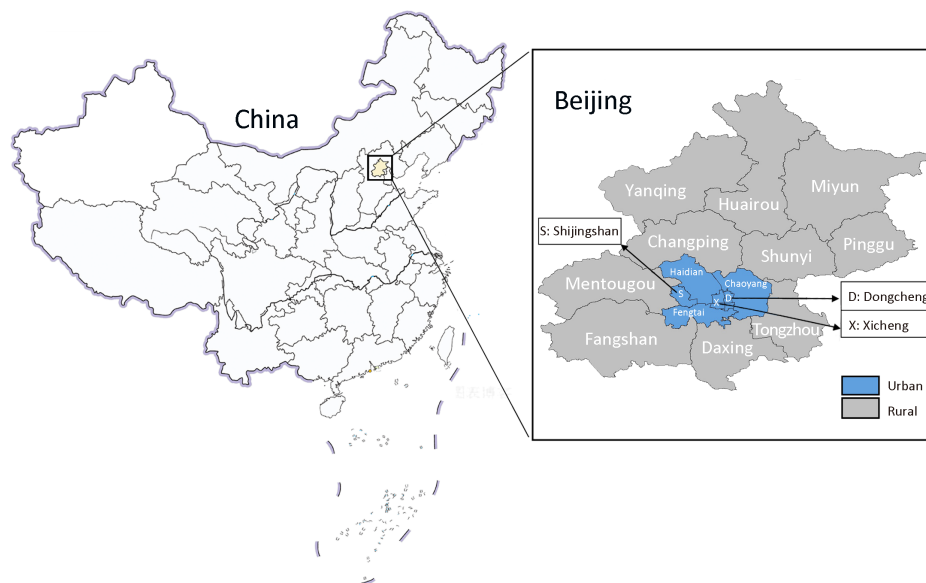 China
Beijing
Yanqing
Miyun
Huairou
S: Shijingshan
Changping
Shunyi
Pinggu
Haidian
Chaoyang
Mentougou
S
D
X
D: Dongcheng
Fengtai
X: Xicheng
Tongzhou
Fangshan
Daxing
Urban
Rural